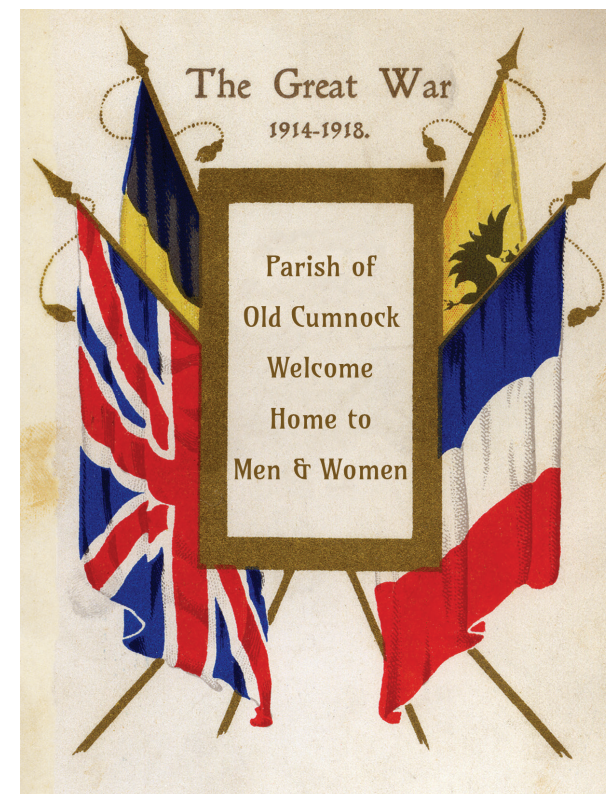 The Great War
1914-1918.
Parish of
Old Cumnock
Welcome
Home to
Men & Women